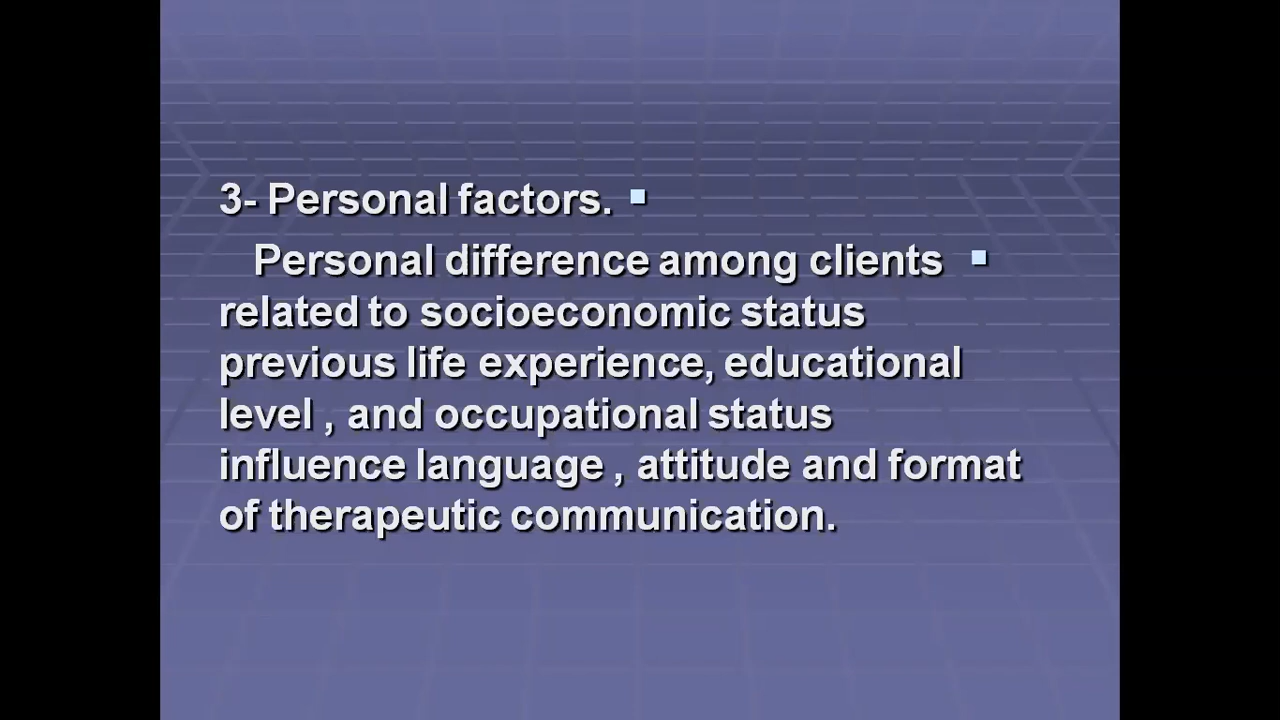 3- Personal factors.
Personal difference among clients
related to socioeconomic status
previous life experience, educational
level , and occupational status
influence language , attitude and format
of therapeutic communication.